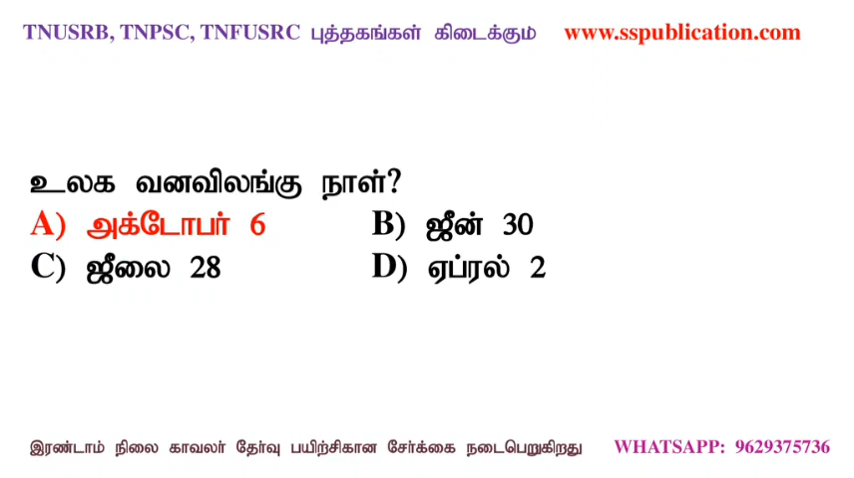 TNUSRB, TNPSC, TNFUSRC புத்தகங்கள் கிடைக்கும் www.sspublication.com
உலக வனவிலங்கு நாள்?
A) அக்டோபர் 6 B) ஜீன் 30
C) ஜீலை 28 D) ஏப்ரல் 2
இரண்டாம் நிலை காவலர் தேர்வு பயிற்சிகான சேர்க்கை நடைபெறுகிறது WHATSAPP: 9629375736